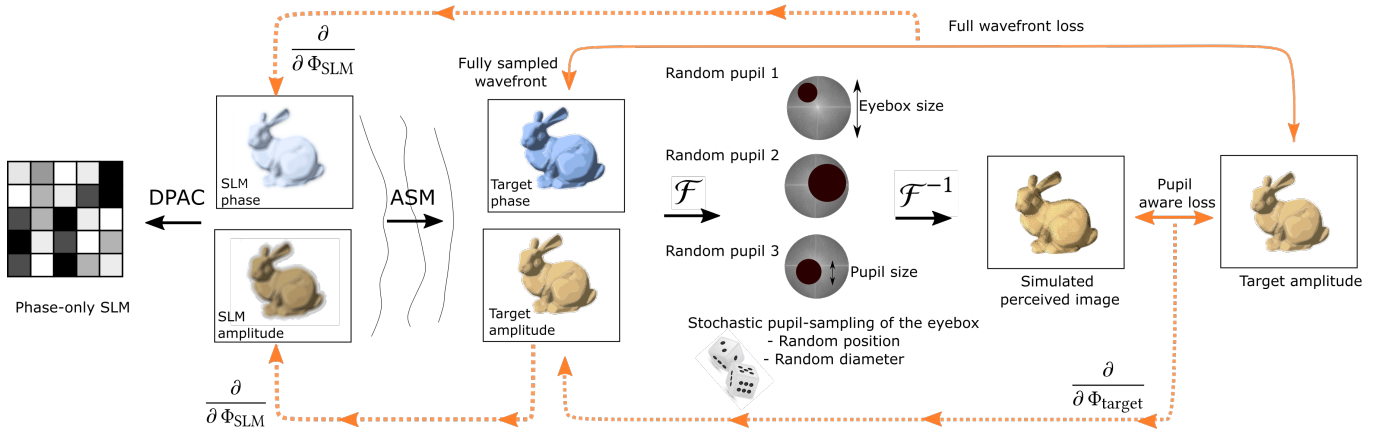 Full wavefront loss
∂
∂ Φ_SLM
Fully sampled
wavefront
Random pupil 1
Eyebox size
SLM
phase
DPAC
ASM
Target
phase
Random pupil 2
ℱ
ℱ⁻¹
Pupil
aware loss
Random pupil 3
Pupil size
SLM
amplitude
Target
amplitude
Phase-only SLM
Simulated
perceived image
Target amplitude
Stochastic pupil-sampling of the eyebox
- Random position
- Random diameter
∂
∂ Φ_SLM
∂
∂ Φ_target